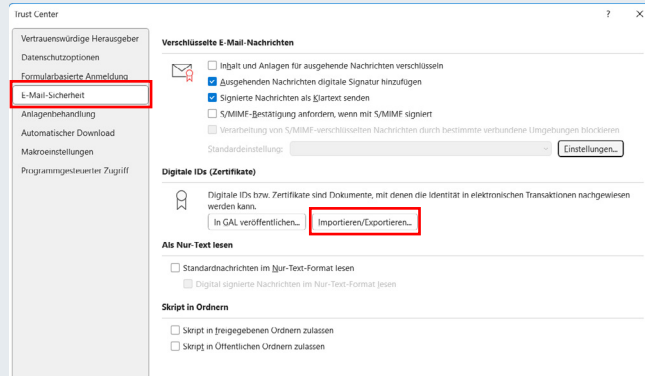 Trust Center
?
Vertrauenswürdige Herausgeber
Datenschutzoptionen
Formularbasierte Anmeldung
E-Mail-Sicherheit
Anlagenbehandlung
Automatischer Download
Makroeinstellungen
Programmgesteuerter Zugriff
Verschlüsselte E-Mail-Nachrichten
Inhalt und Anlagen für ausgehende Nachrichten verschlüsseln
Ausgehenden Nachrichten digitale Signatur hinzufügen
Signierte Nachrichten als Klartext senden
S/MIME-Bestätigung anfordern, wenn mit S/MIME signiert
Verarbeitung von S/MIME-verschlüsselten Nachrichten durch bestimmte verbundene Umgebungen blockieren
Standardeinstellung:
Einstellungen...
Digitale IDs (Zertifikate)
Digitale IDs bzw. Zertifikate sind Dokumente, mit denen die Identität in elektronischen Transaktionen nachgewiesen
werden kann.
In GAL veröffentlichen...
Importieren/Exportieren...
Als Nur-Text lesen
Standardnachrichten im Nur-Text-Format lesen
Digital signierte Nachrichten im Nur-Text-Format lesen
Skript in Ordnern
Skript in freigegebenen Ordnern zulassen
Skript in Öffentlichen Ordnern zulassen